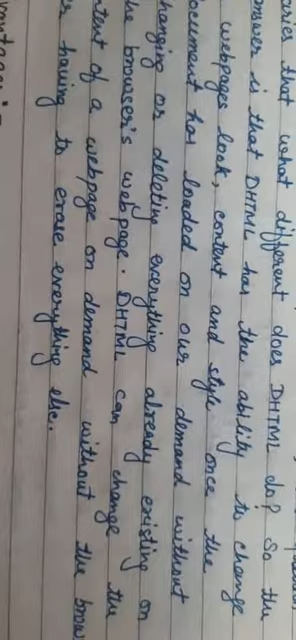 that what different does DHTML do? So the
answer is that DHTML has the ability to change
webpages look, content and style once the
document has loaded on our demand without
changing or deleting everything already existing on
the browser's webpage. DHTML can change the
content of a webpage on demand without the brow
having to erase everything else.